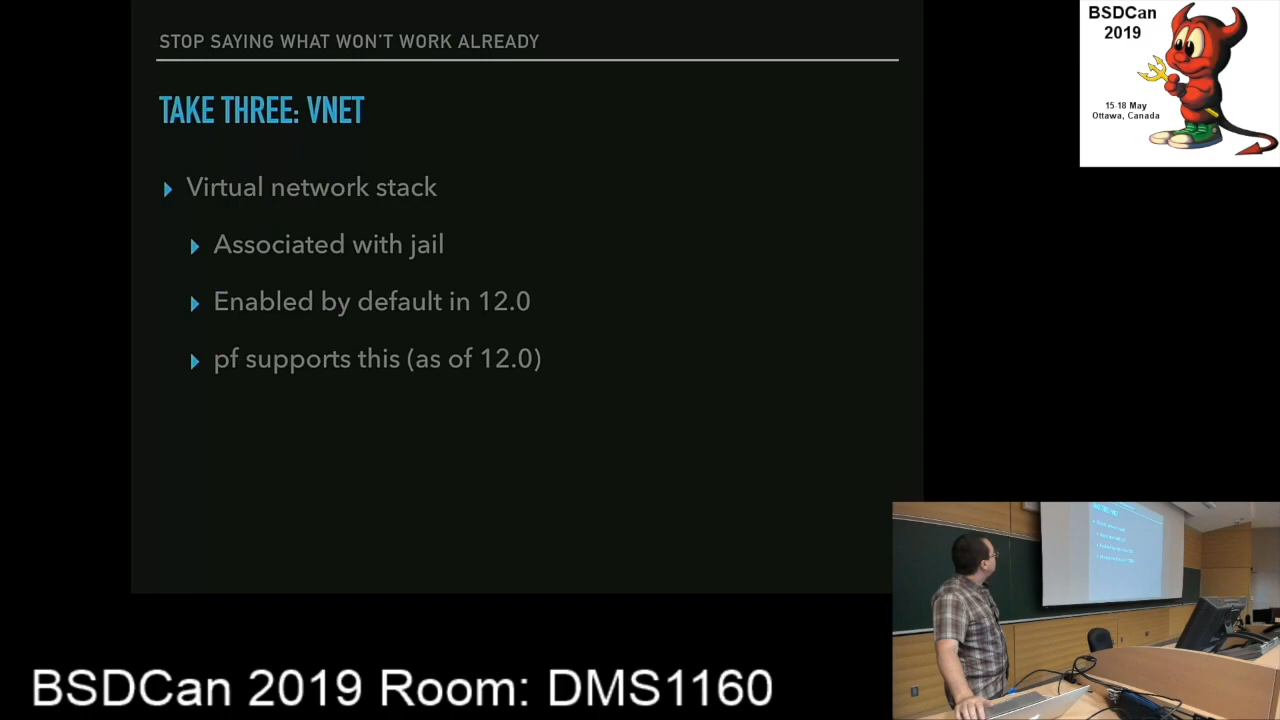 STOP SAYING WHAT WON'T WORK ALREADY
TAKE THREE: VNET
Virtual network stack
Associated with jail
Enabled by default in 12.0
pf supports this (as of 12.0)
BSDCan
2019
15-18 May
Ottawa, Canada
BSDCan 2019 Room: DMS1160